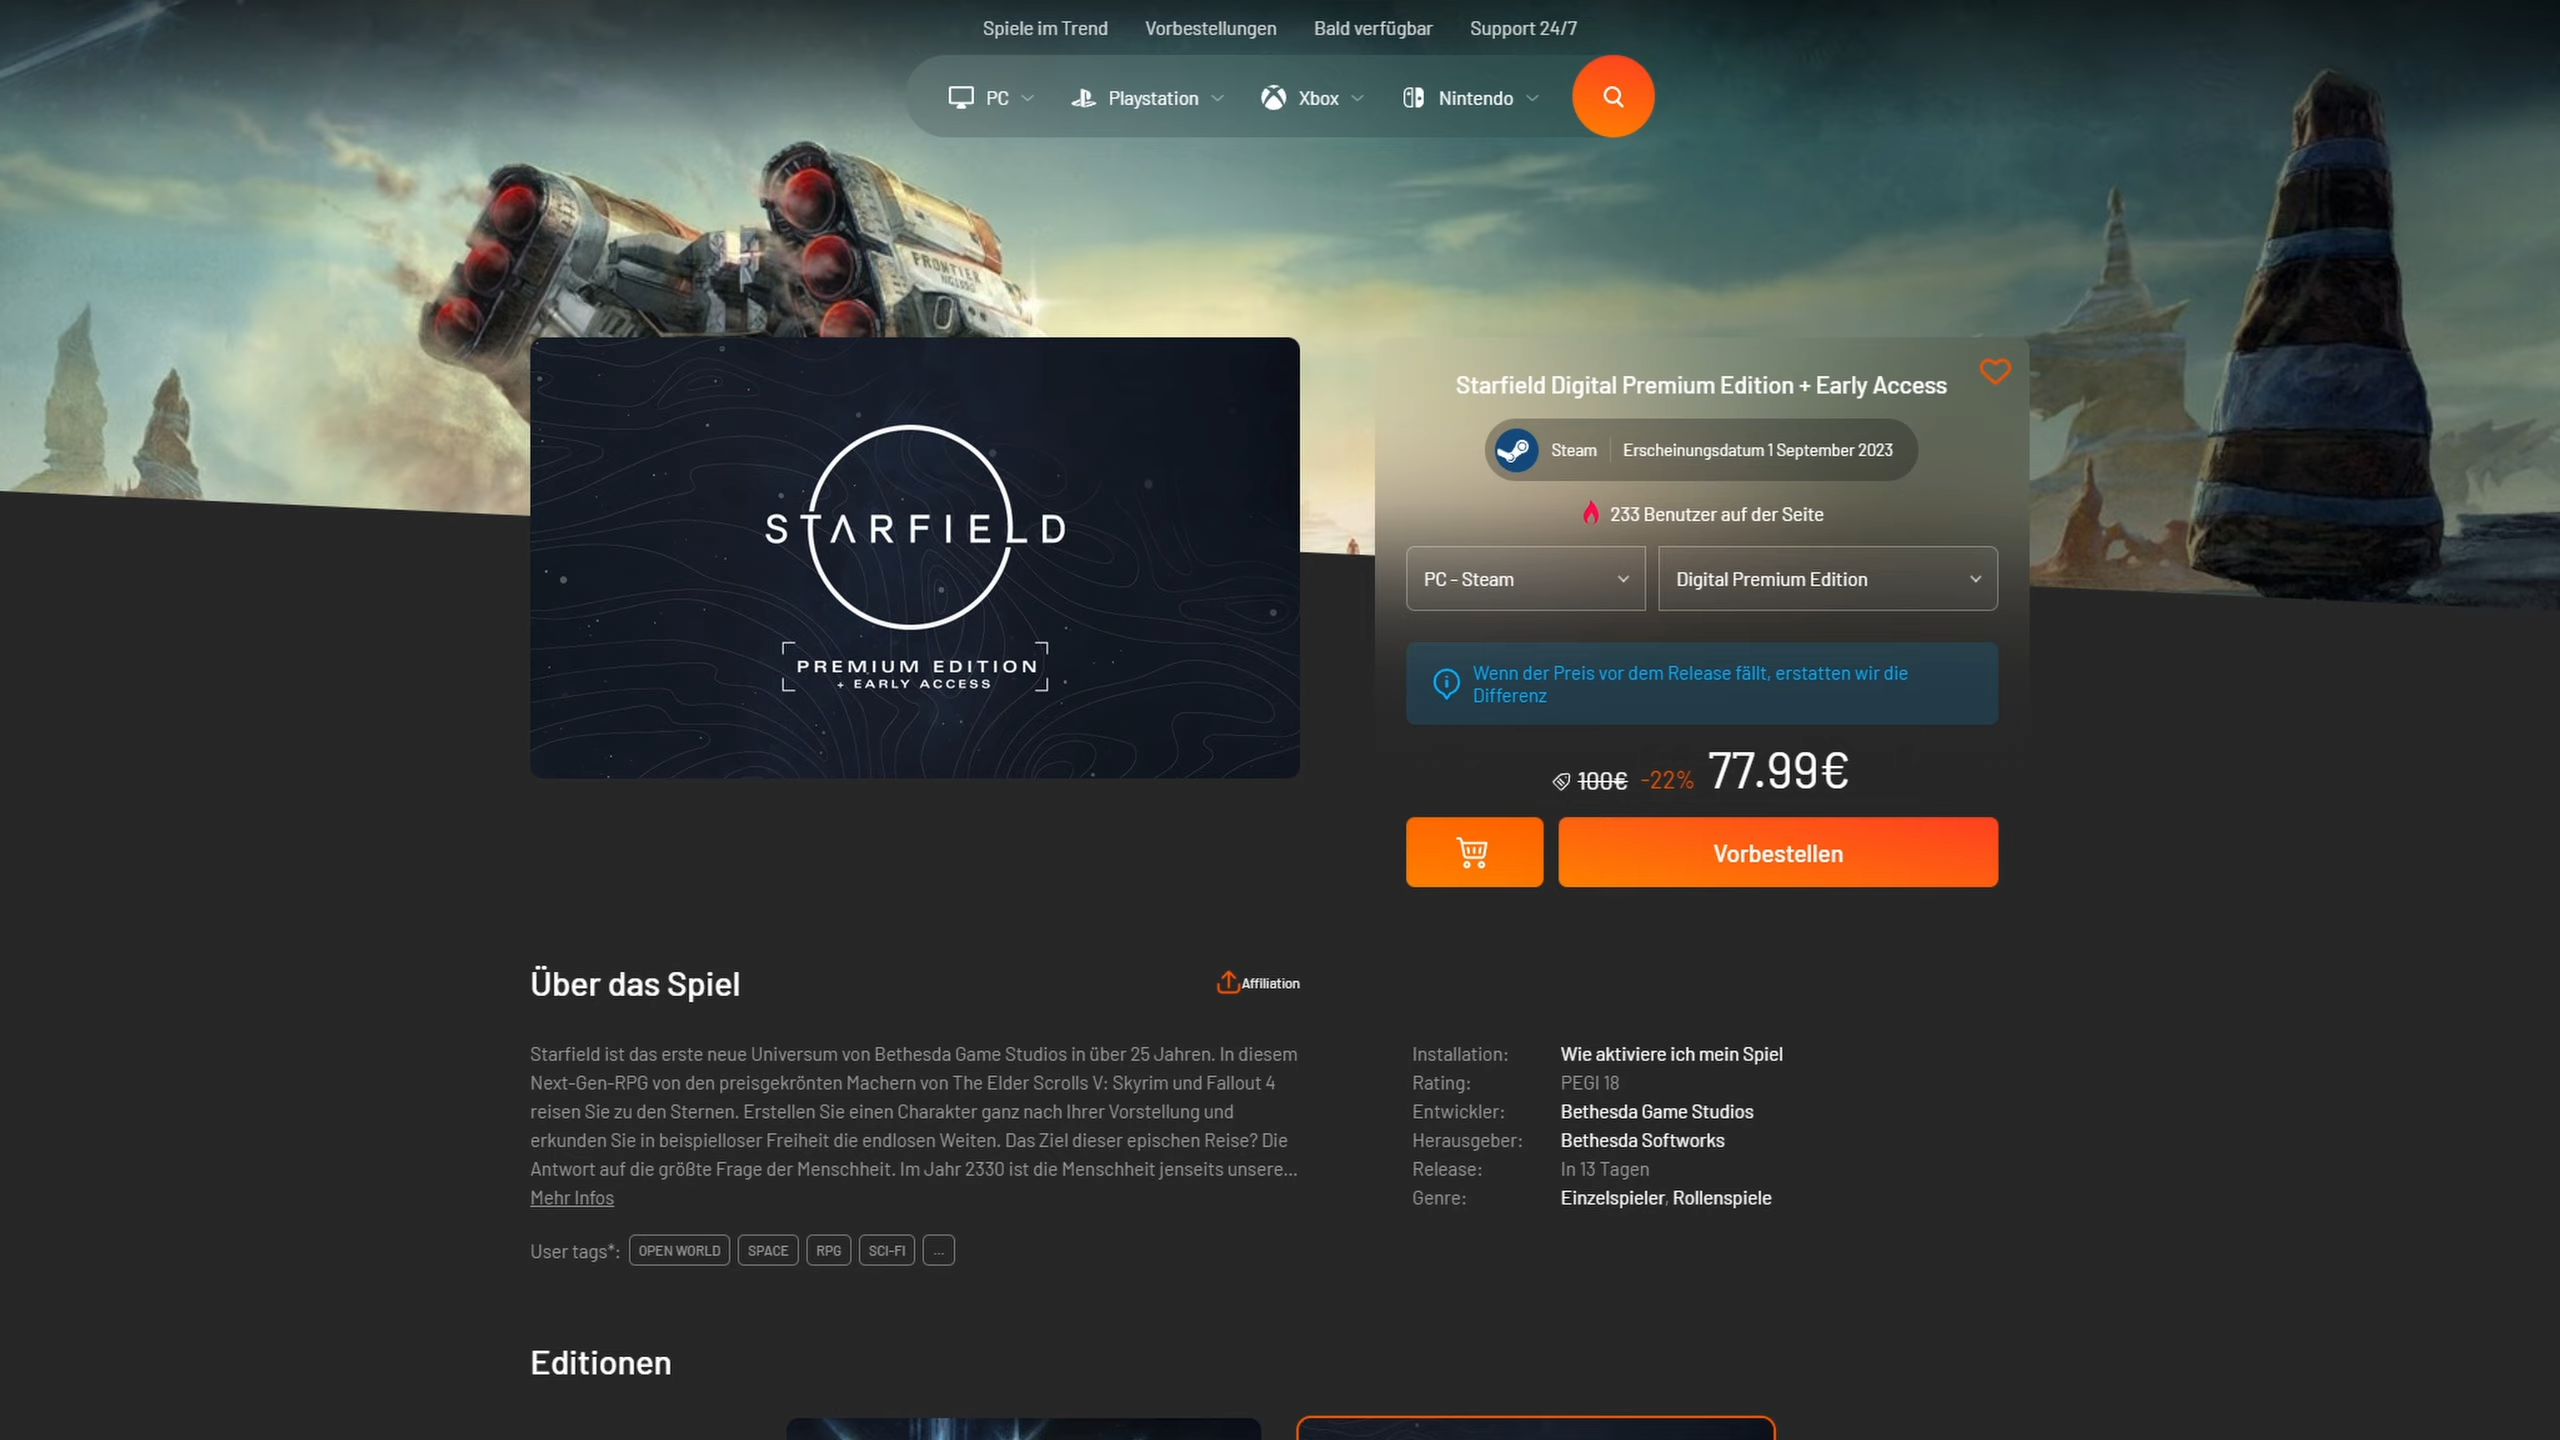 Spiele im Trend Vorbestellungen Bald verfügbar Support 24/7
PC Playstation Xbox Nintendo
FRONTIER
STARFIELD
PREMIUM EDITION
+ EARLY ACCESS
Starfield Digital Premium Edition + Early Access
Steam Erscheinungsdatum 1 September 2023
233 Benutzer auf der Seite
PC - Steam Digital Premium Edition
Wenn der Preis vor dem Release fällt, erstatten wir die
Differenz
100€ -22% 77.99€
Vorbestellen
Über das Spiel
Affiliation
Starfield ist das erste neue Universum von Bethesda Game Studios in über 25 Jahren. In diesem
Next-Gen-RPG von den preisgekrönten Machern von The Elder Scrolls V: Skyrim und Fallout 4
reisen Sie zu den Sternen. Erstellen Sie einen Charakter ganz nach Ihrer Vorstellung und
erkunden Sie in beispielloser Freiheit die endlosen Weiten. Das Ziel dieser epischen Reise? Die
Antwort auf die größte Frage der Menschheit. Im Jahr 2330 ist die Menschheit jenseits unsere...
Mehr Infos
User tags*: OPEN WORLD SPACE RPG SCI-FI ...
Installation: Wie aktiviere ich mein Spiel
Rating: PEGI 18
Entwickler: Bethesda Game Studios
Herausgeber: Bethesda Softworks
Release: In 13 Tagen
Genre: Einzelspieler, Rollenspiele
Editionen